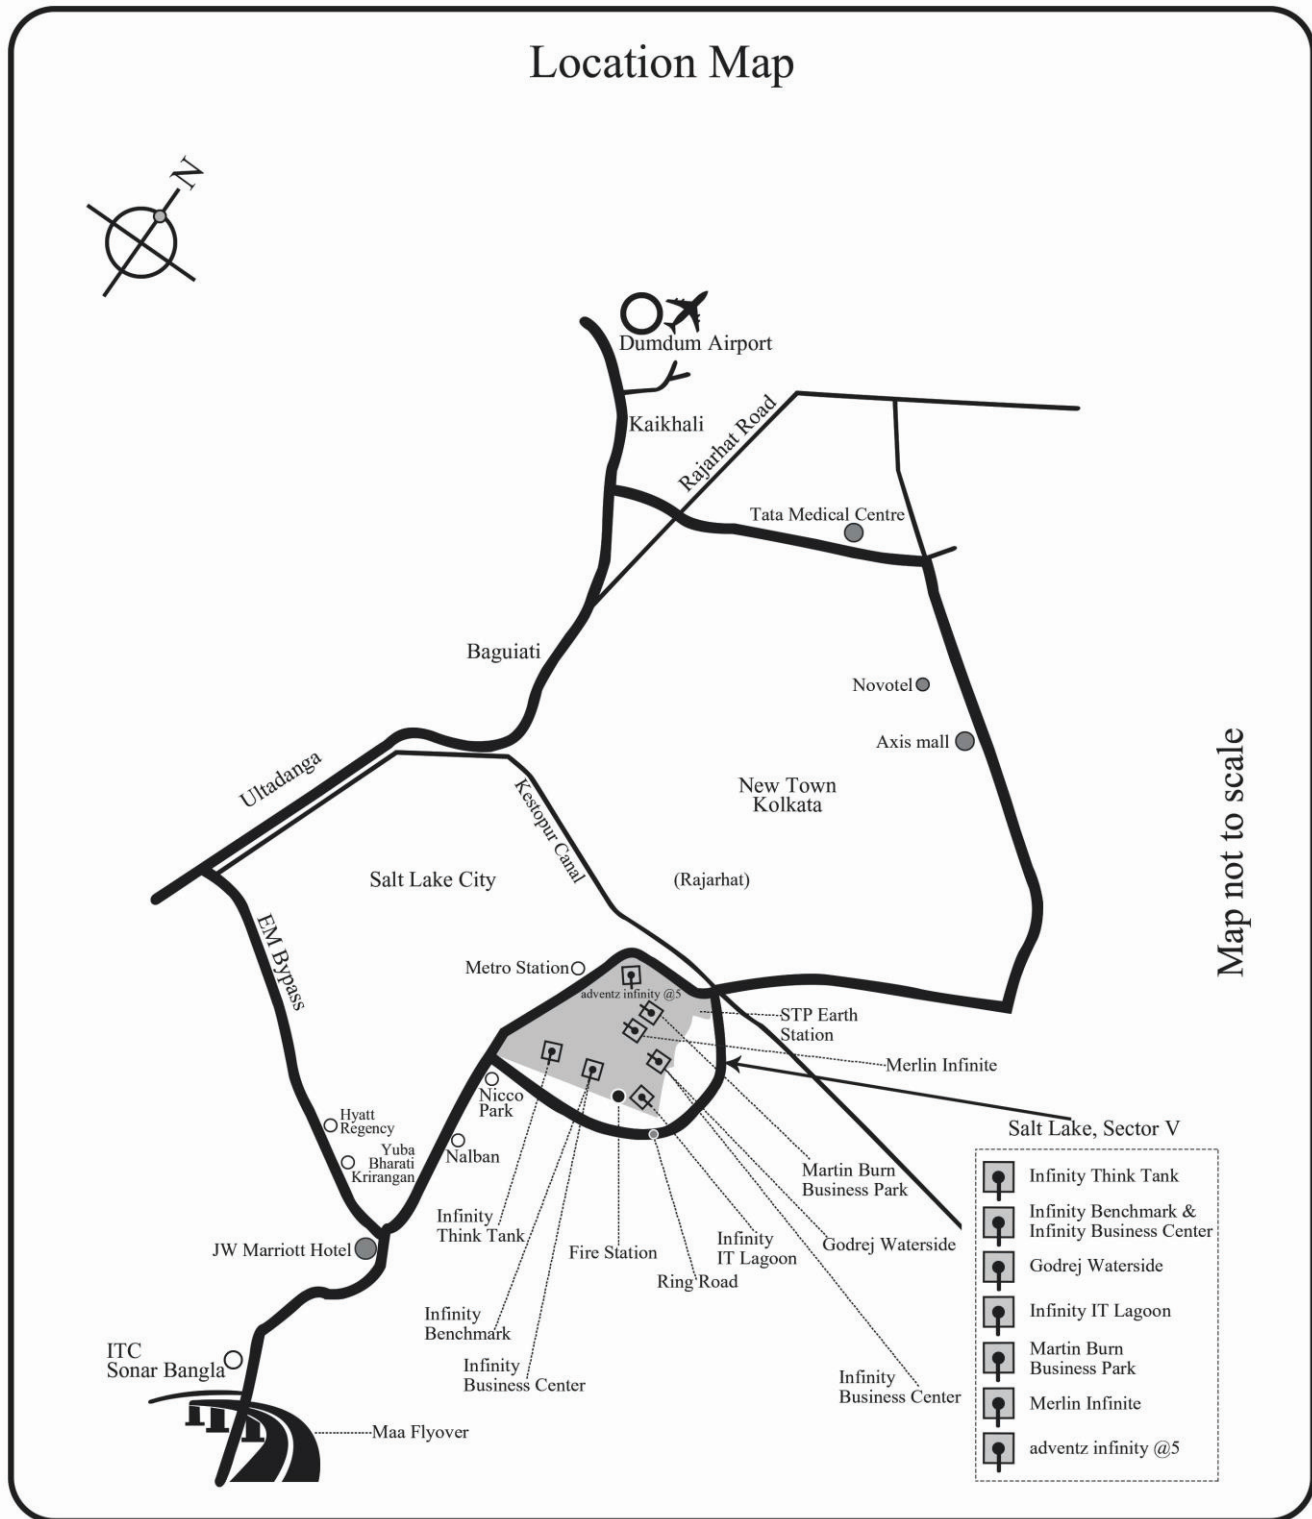 Location Map
N
Dumdum Airport
Kaikhali
Rajarhat Road
Tata Medical Centre
Baguiati
Novotel
Axis mall
Ultadanga
New Town
Kolkata
Kestopur Canal
Map not to scale
Salt Lake City
(Rajarhat)
EM Bypass
Metro Station
adventz infinity @5
STP Earth
Station
Merlin Infinite
Nicco
Park
Hyatt
Regency
Yuba
Bharati
Krirangan
Nalban
Salt Lake, Sector V
Martin Burn
Business Park
Infinity
Think Tank
JW Marriott Hotel
Fire Station
Infinity
IT Lagoon
Godrej Waterside
Ring Road
Infinity
Benchmark
Infinity
Business Center
Infinity
Business Center
ITC
Sonar Bangla
Maa Flyover
Infinity Think Tank
Infinity Benchmark &
Infinity Business Center
Godrej Waterside
Infinity IT Lagoon
Martin Burn
Business Park
Merlin Infinite
adventz infinity @5